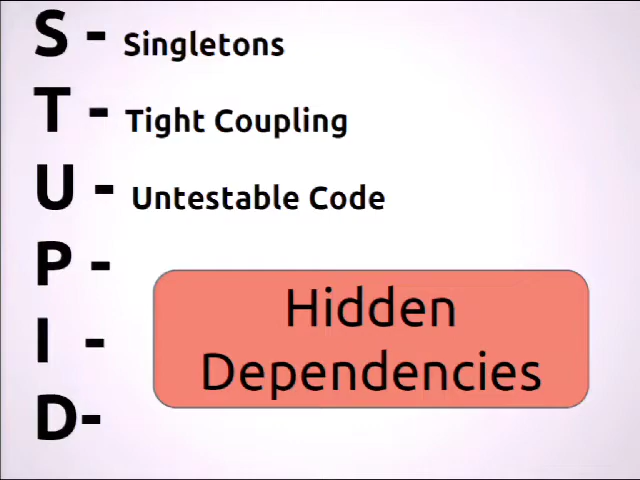 S - Singletons
T - Tight Coupling
U - Untestable Code
P -
I -
D-
Hidden
Dependencies